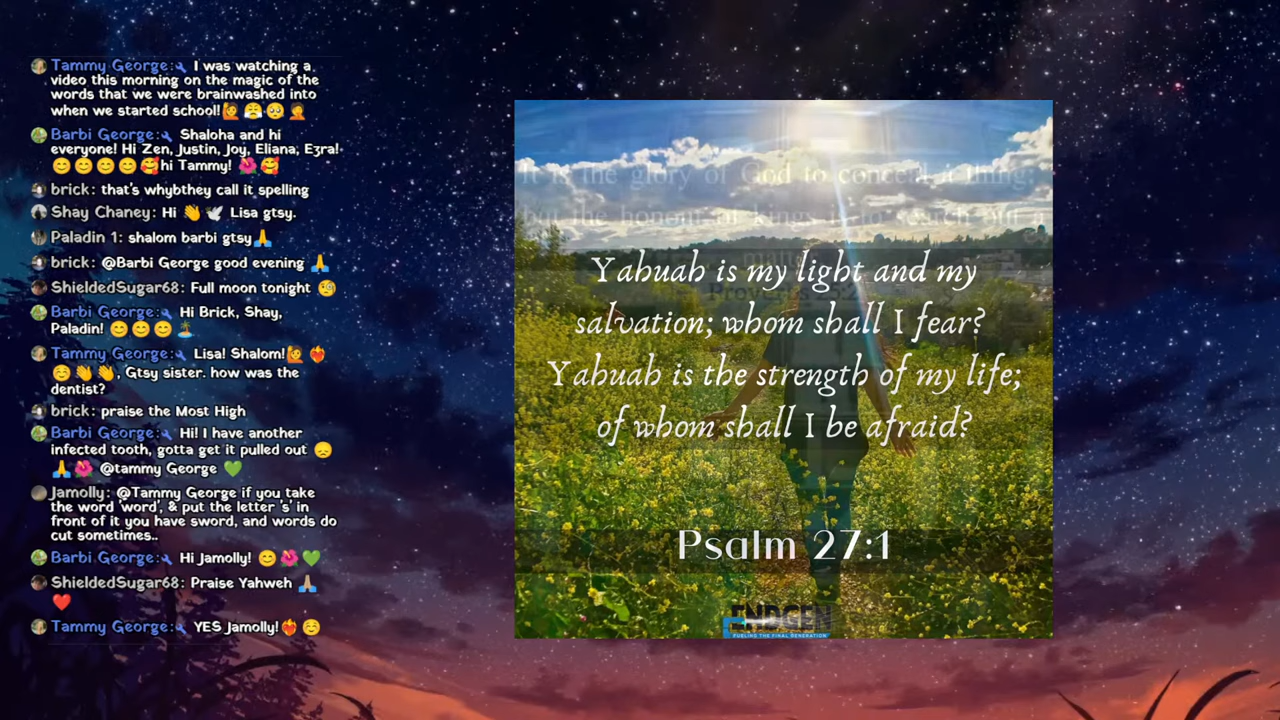 Tammy George: I was watching a
video this morning on the magic of the
words that we were brainwashed into
when we started school!🙋😤🥺🤦
Barbi George: Shaloha and hi
everyone! Hi Zen, Justin, Joy, Eliana, Ezra!
😊😊😊😊🥰hi Tammy! 🌺🥰
brick: that's whybthey call it spelling
Shay Chaney: Hi 👋🕊️ Lisa gtsy.
Paladin 1: shalom barbi gtsy🙏
brick: @Barbi George good evening 🙏
ShieldedSugar68: Full moon tonight 🧐
Barbi George: Hi Brick, Shay,
Paladin! 😊😊😊🏝️
Tammy George: Lisa! Shalom!🙋❤️‍🔥
☺️👋👋, Gtsy sister. how was the
dentist?
brick: praise the Most High
Barbi George: Hi! I have another
infected tooth, gotta get it pulled out 😞
🙏🌺 @tammy George 💚
Jamolly: @Tammy George if you take
the word 'word', & put the letter 's' in
front of it you have sword, and words do
cut sometimes..
Barbi George: Hi Jamolly! 😊🌺💚
ShieldedSugar68: Praise Yahweh 🙏🏼
❤️
Tammy George: YES Jamolly!❤️‍🔥☺️
It is the glory of God to conceal a thing;
but the honour of kings is to search out a
matter
Proverbs 25:2
Yahuah is my light and my
salvation; whom shall I fear?
Yahuah is the strength of my life;
of whom shall I be afraid?
Psalm 27:1
ENDGEN
FUELING THE FINAL GENERATION